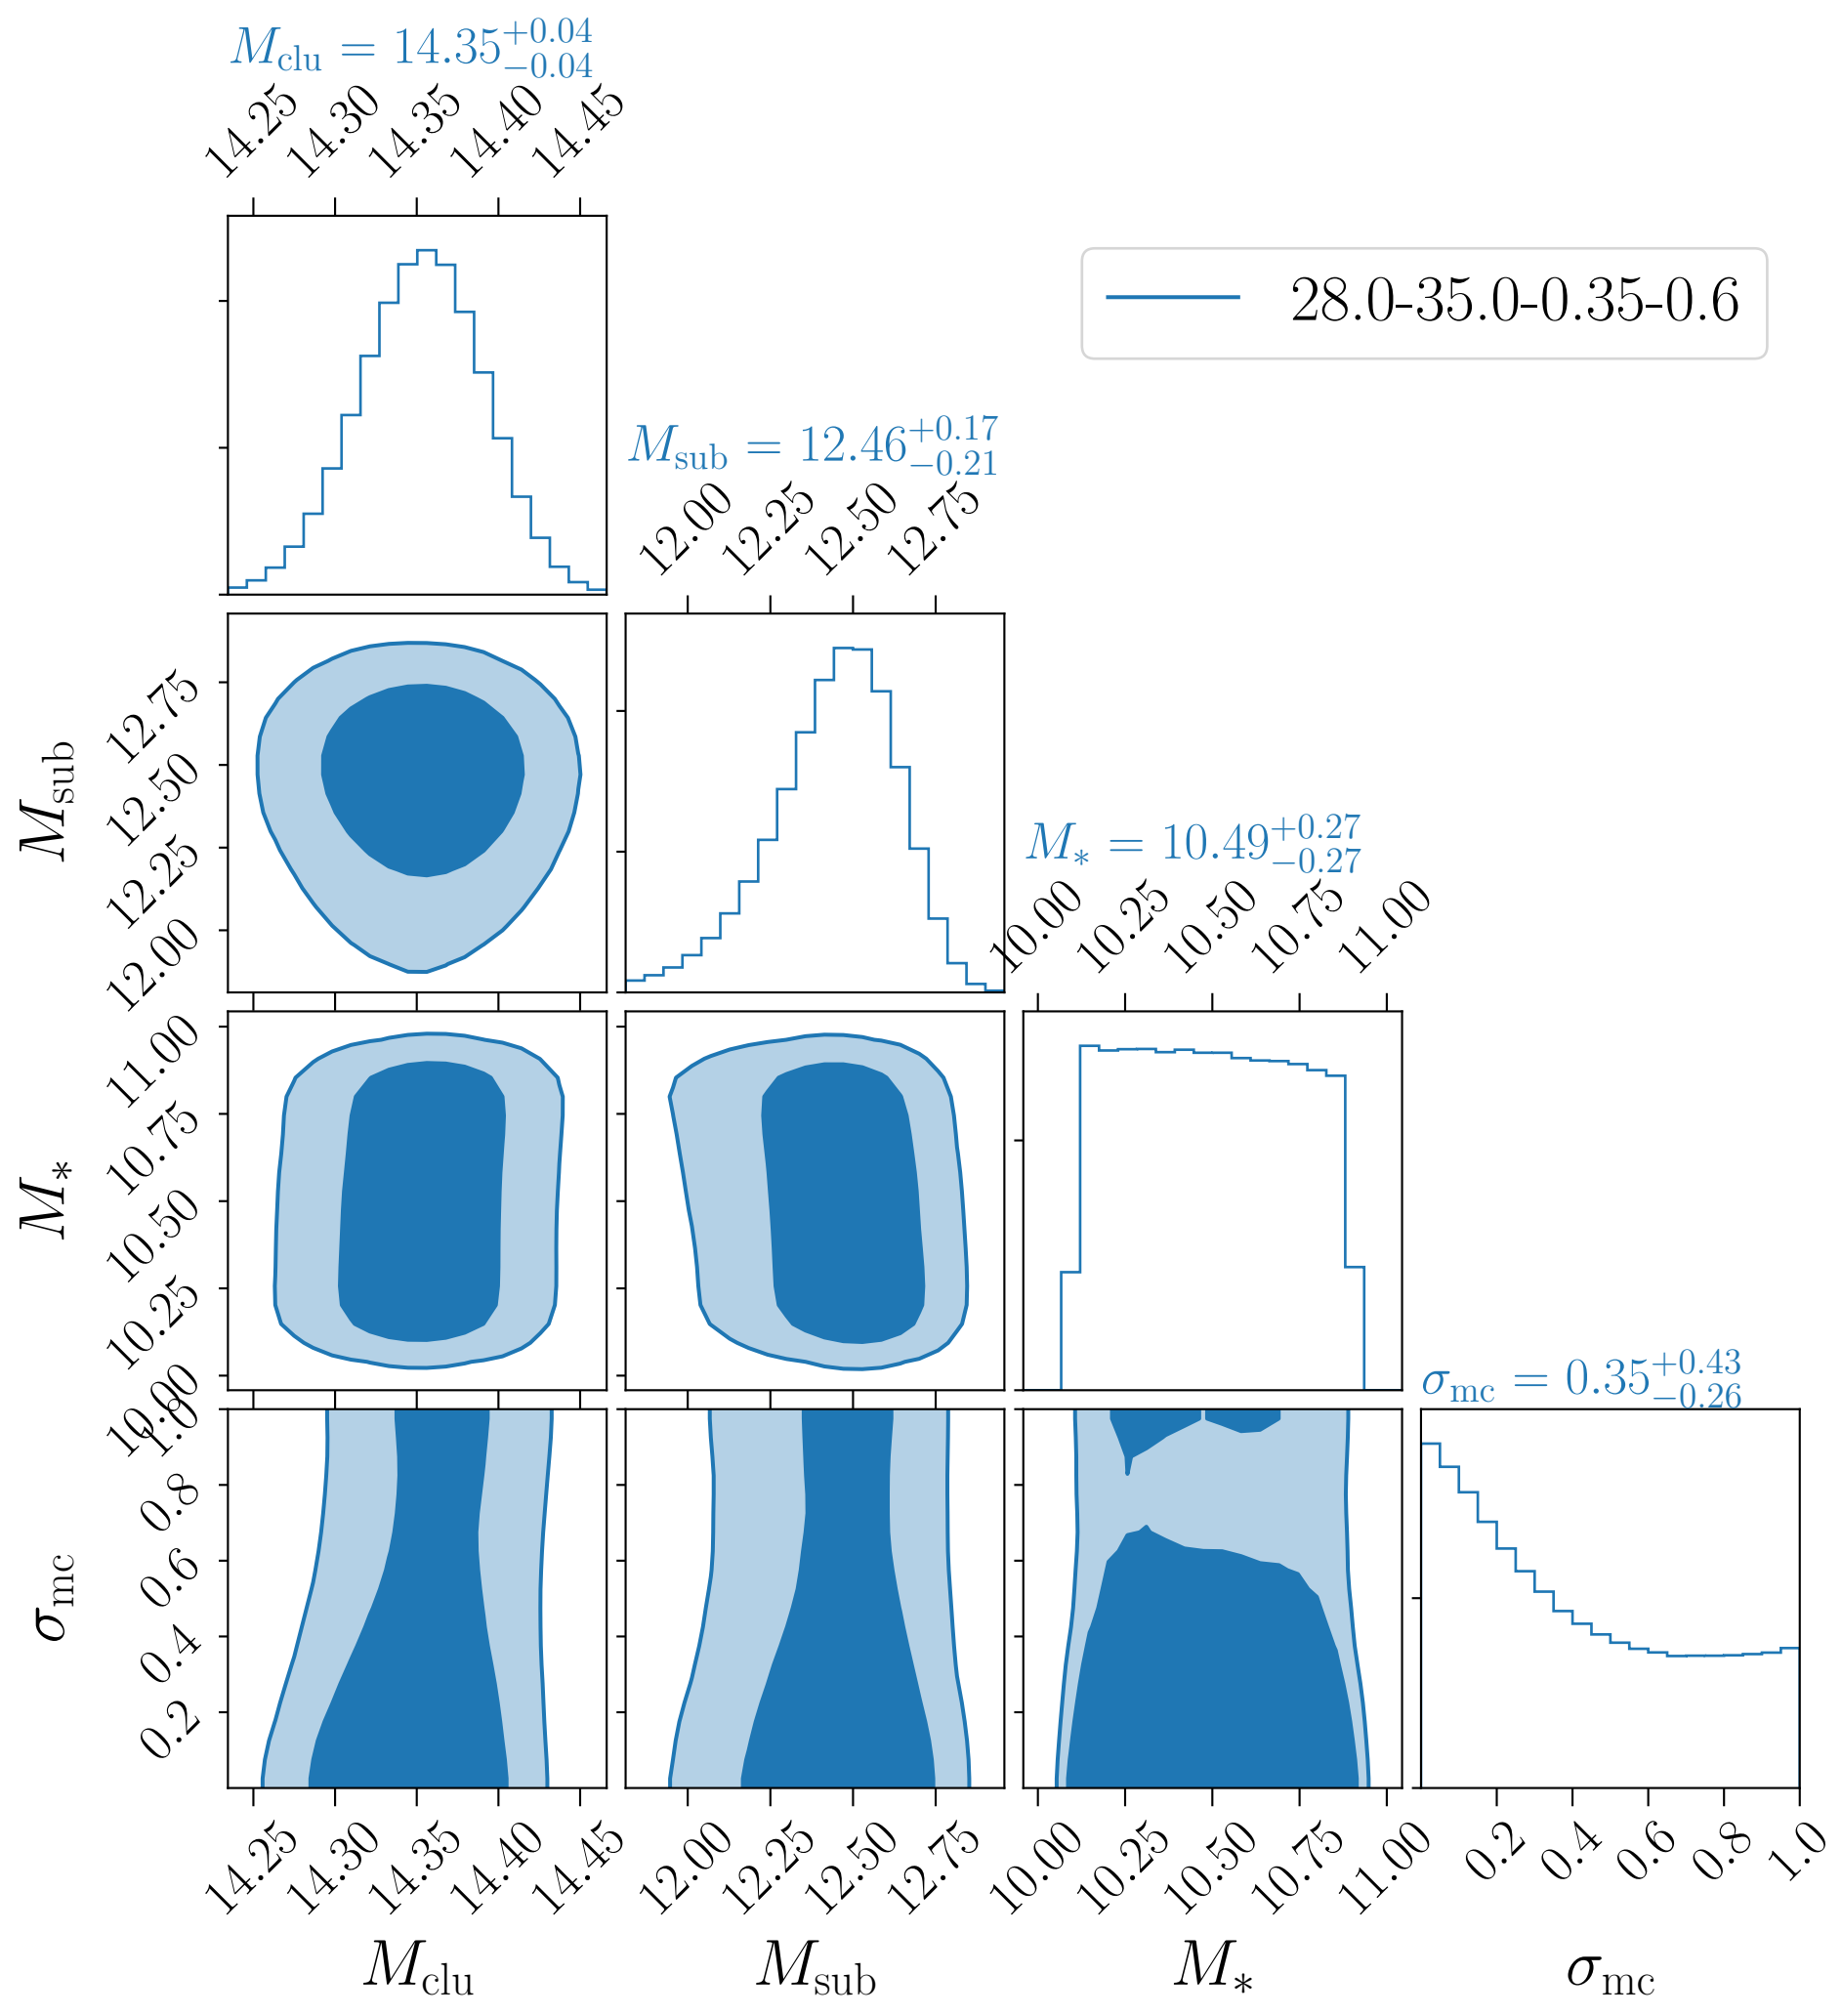 M_clu = 14.35^{+0.04}_{-0.04}
14.25 14.30 14.35 14.40 14.45
28.0-35.0-0.35-0.6
M_sub = 12.46^{+0.17}_{-0.21}
12.00 12.25 12.50 12.75
M_sub
12.75
12.50
12.25
12.00
M_* = 10.49^{+0.27}_{-0.27}
10.00 10.25 10.50 10.75 11.00
M_*
11.00
10.75
10.50
10.25
10.00
σ_mc = 0.35^{+0.43}_{-0.26}
σ_mc
1.0
0.8
0.6
0.4
0.2
14.25 14.30 14.35 14.40 14.45
12.00 12.25 12.50 12.75
10.00 10.25 10.50 10.75 11.00
0.2 0.4 0.6 0.8 1.0
M_clu
M_sub
M_*
σ_mc